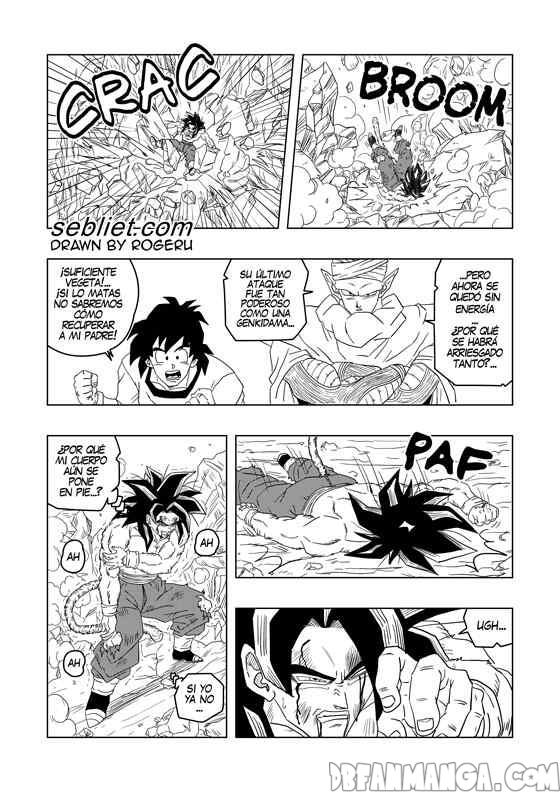 CRAC
BROOM
sebliet.com
DRAWN BY ROGERU
¡SUFICIENTE
VEGETA!...
¡SI LO MATAS
NO SABREMOS
CÓMO
RECUPERAR
A MI PADRE!
SU ÚLTIMO
ATAQUE
FUE TAN
PODEROSO
COMO UNA
GENKIDAMA...
...PERO
AHORA SE
QUEDÓ SIN
ENERGÍA
¿POR QUÉ
SE HABRÁ
ARRIESGADO
TANTO?...
¿POR QUÉ
MI CUERPO
AÚN SE
PONE
EN PIE...?
AH
AH
AH
SI YO
YA NO
...
PAF
UGH...
DBFANMANGA.COM